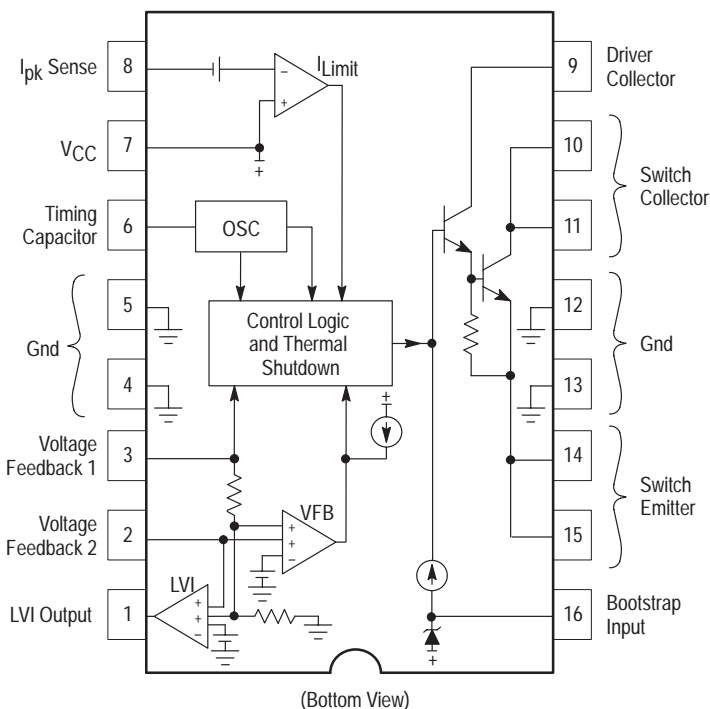 Ipk Sense
8
VCC
7
Timing
Capacitor
6
5
Gnd
4
Voltage
Feedback 1
3
Voltage
Feedback 2
2
LVI Output
1
ILimit
−
+
+
OSC
Control Logic
and Thermal
Shutdown
+
VFB
+
+
−
LVI
+
+
−
+
9
Driver
Collector
10
Switch
Collector
11
12
Gnd
13
14
Switch
Emitter
15
16
Bootstrap
Input
(Bottom View)